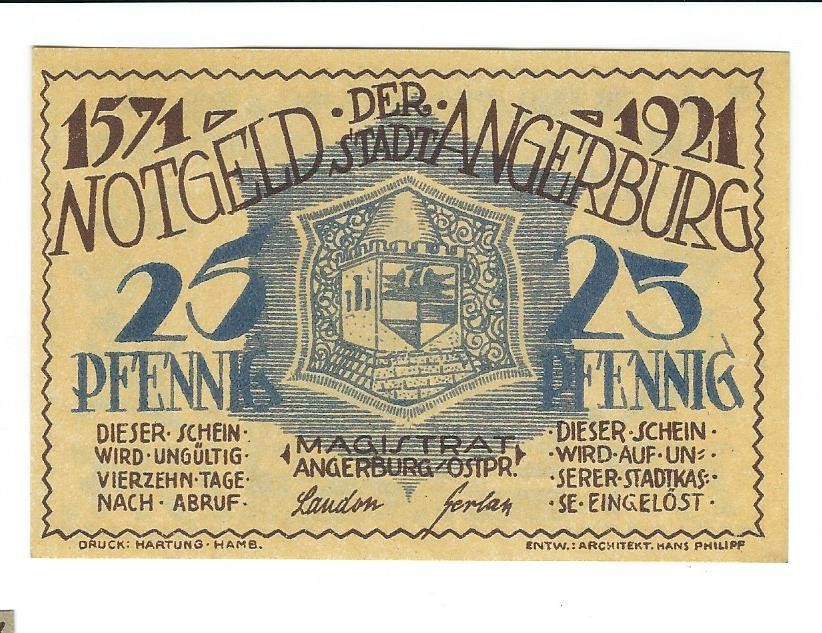 1571 1921
NOTGELD · DER · STADT ANGERBURG
25 25
PFENNIG PFENNIG
DIESER · SCHEIN ·
WIRD · UNGÜLTIG ·
VIERZEHN · TAGE ·
NACH · ABRUF ·
MAGISTRAT
ANGERBURG/OSTPR.
Laudon
· DIESER · SCHEIN ·
· WIRD · AUF · UN= ·
· SERER · STADTKAS= ·
· SE · EINGELÖST ·
DRUCK: HARTUNG · HAMB.
ENTW.: ARCHITEKT. HANS PHILIPP